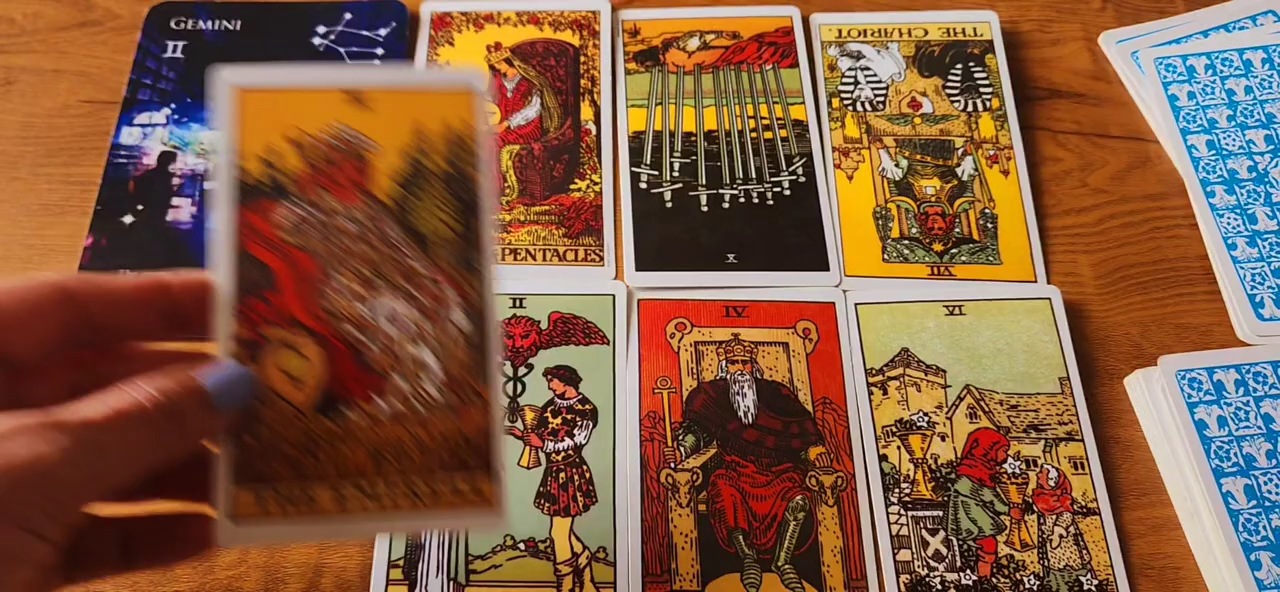 GEMINI
II
PENTACLES
X
THE CHARIOT.
VII
II
IV
VI